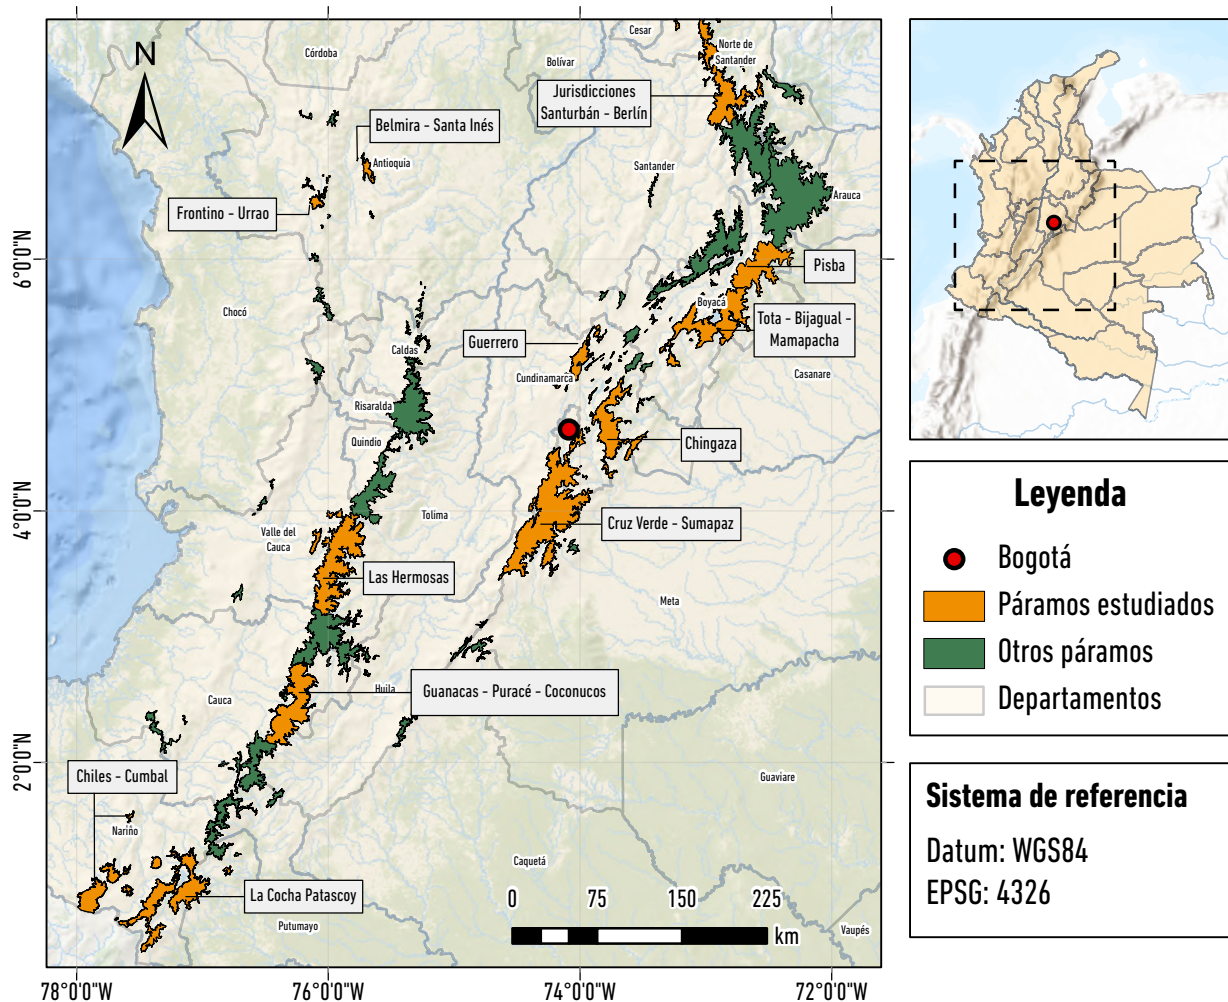 N
Córdoba
Cesar
Bolívar
Norte de
Santander
Jurisdicciones
Santurbán - Berlín
Belmira - Santa Inés
Antioquia
Santander
Arauca
Frontino - Urrao
Pisba
Boyacá
Chocó
Tota - Bijagual -
Mamapacha
Guerrero
Caldas
Cundinamarca
Casanare
Risaralda
Quindio
Chingaza
Tolima
Valle del
Cauca
Cruz Verde - Sumapaz
Las Hermosas
Meta
Huila
Guanacas - Puracé - Coconucos
Cauca
Chiles - Cumbal
Guaviare
Nariño
Caquetá
La Cocha Patascoy
Putumayo
Vaupés
0 75 150 225
km
6°0'0"N
4°0'0"N
2°0'0"N
78°0'0"W 76°0'0"W 74°0'0"W 72°0'0"W
Leyenda
Bogotá
Páramos estudiados
Otros páramos
Departamentos
Sistema de referencia
Datum: WGS84
EPSG: 4326